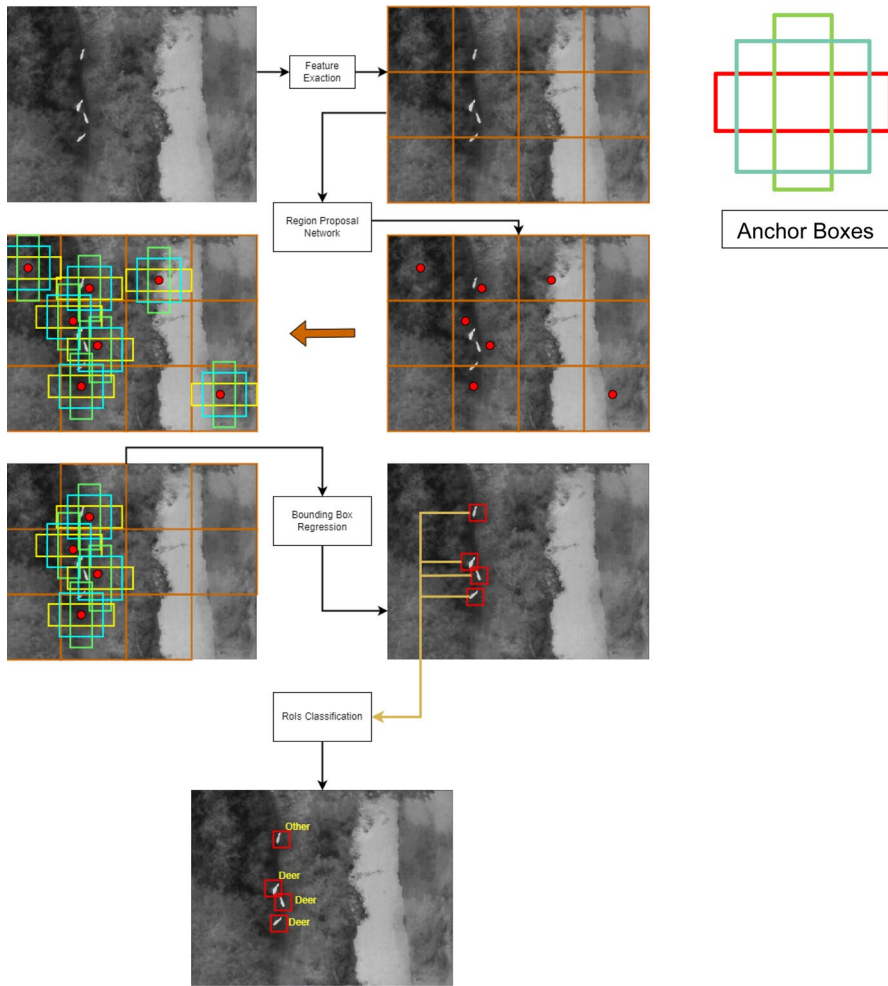 Feature
Exaction
Anchor Boxes
Region Proposal
Network
Bounding Box
Regression
RoIs Classification
Other
Deer
Deer
Deer